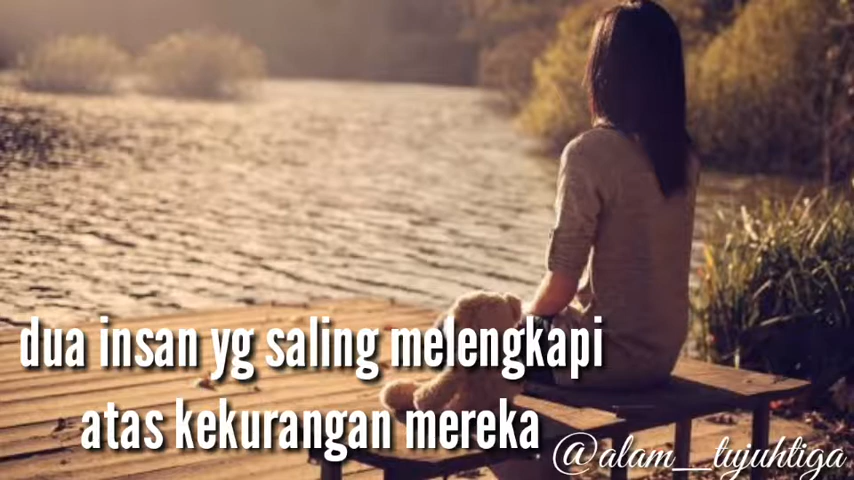 dua insan yg saling melengkapi
atas kekurangan mereka
@alam__tujuhtiga